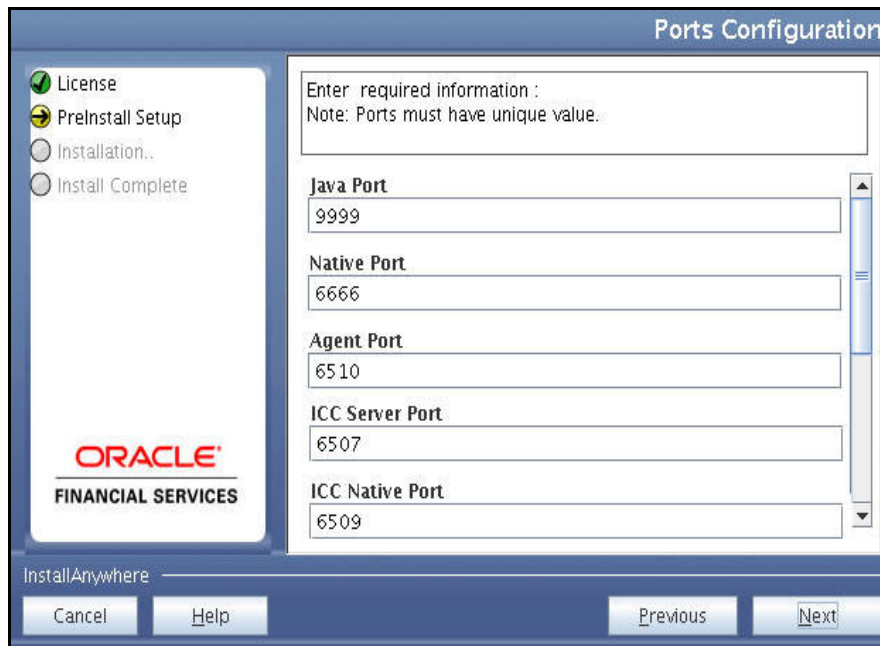 Ports Configuration
License
PreInstall Setup
Installation..
Install Complete
Enter required information :
Note: Ports must have unique value.
Java Port
9999
Native Port
6666
Agent Port
6510
ICC Server Port
6507
ICC Native Port
6509
ORACLE
FINANCIAL SERVICES
InstallAnywhere
Cancel
Help
Previous
Next